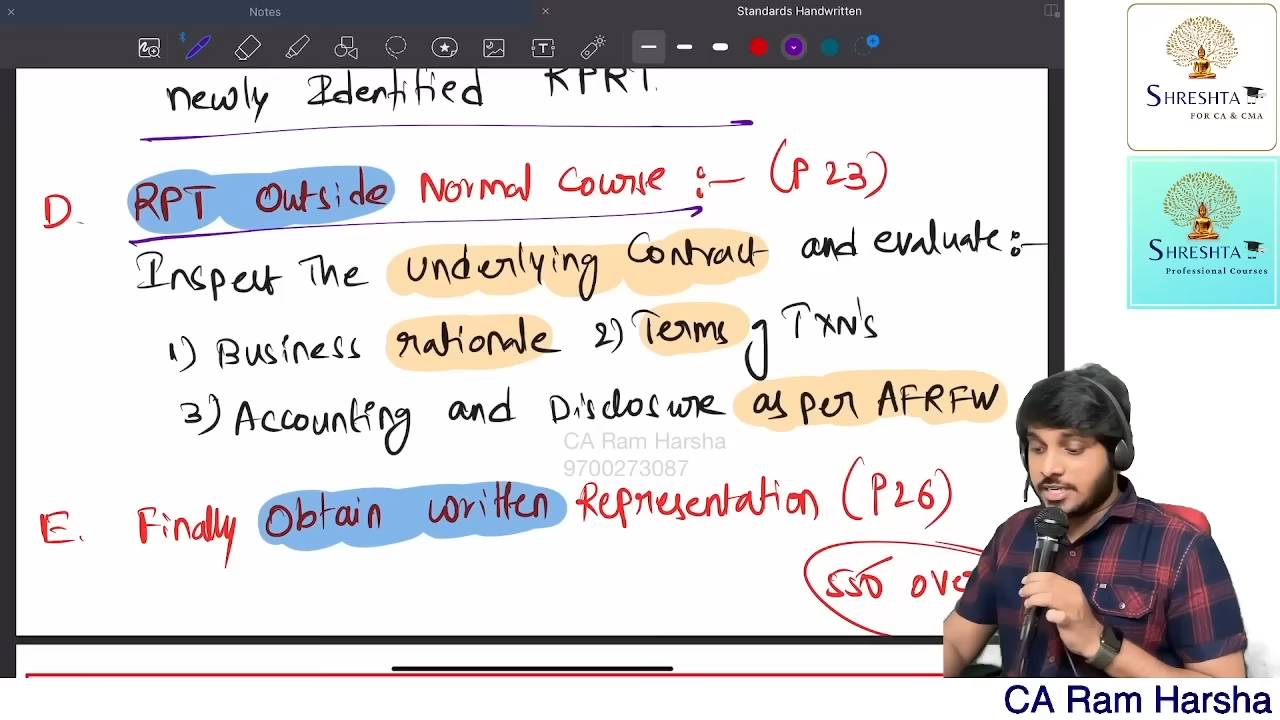 Notes
Standards Handwritten
newly Identified RPRT.
D. RPT Outside Normal Course :- (P 23)
Inspect The underlying Contract and evaluate :-
1) Business rationale 2) Terms of TXN's
3) Accounting and Disclosure as per AFRFW
CA Ram Harsha
9700273087
E. Finally Obtain written Representation (P26)
550 ove
SHRESHTA
FOR CA & CMA
SHRESHTA
Professional Courses
CA Ram Harsha